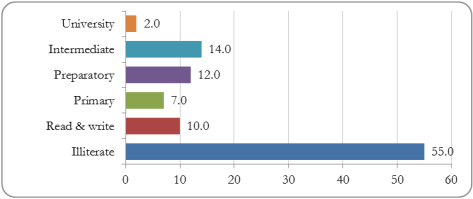 University 2.0
Intermediate 14.0
Preparatory 12.0
Primary 7.0
Read & write 10.0
Illiterate 55.0
0 10 20 30 40 50 60